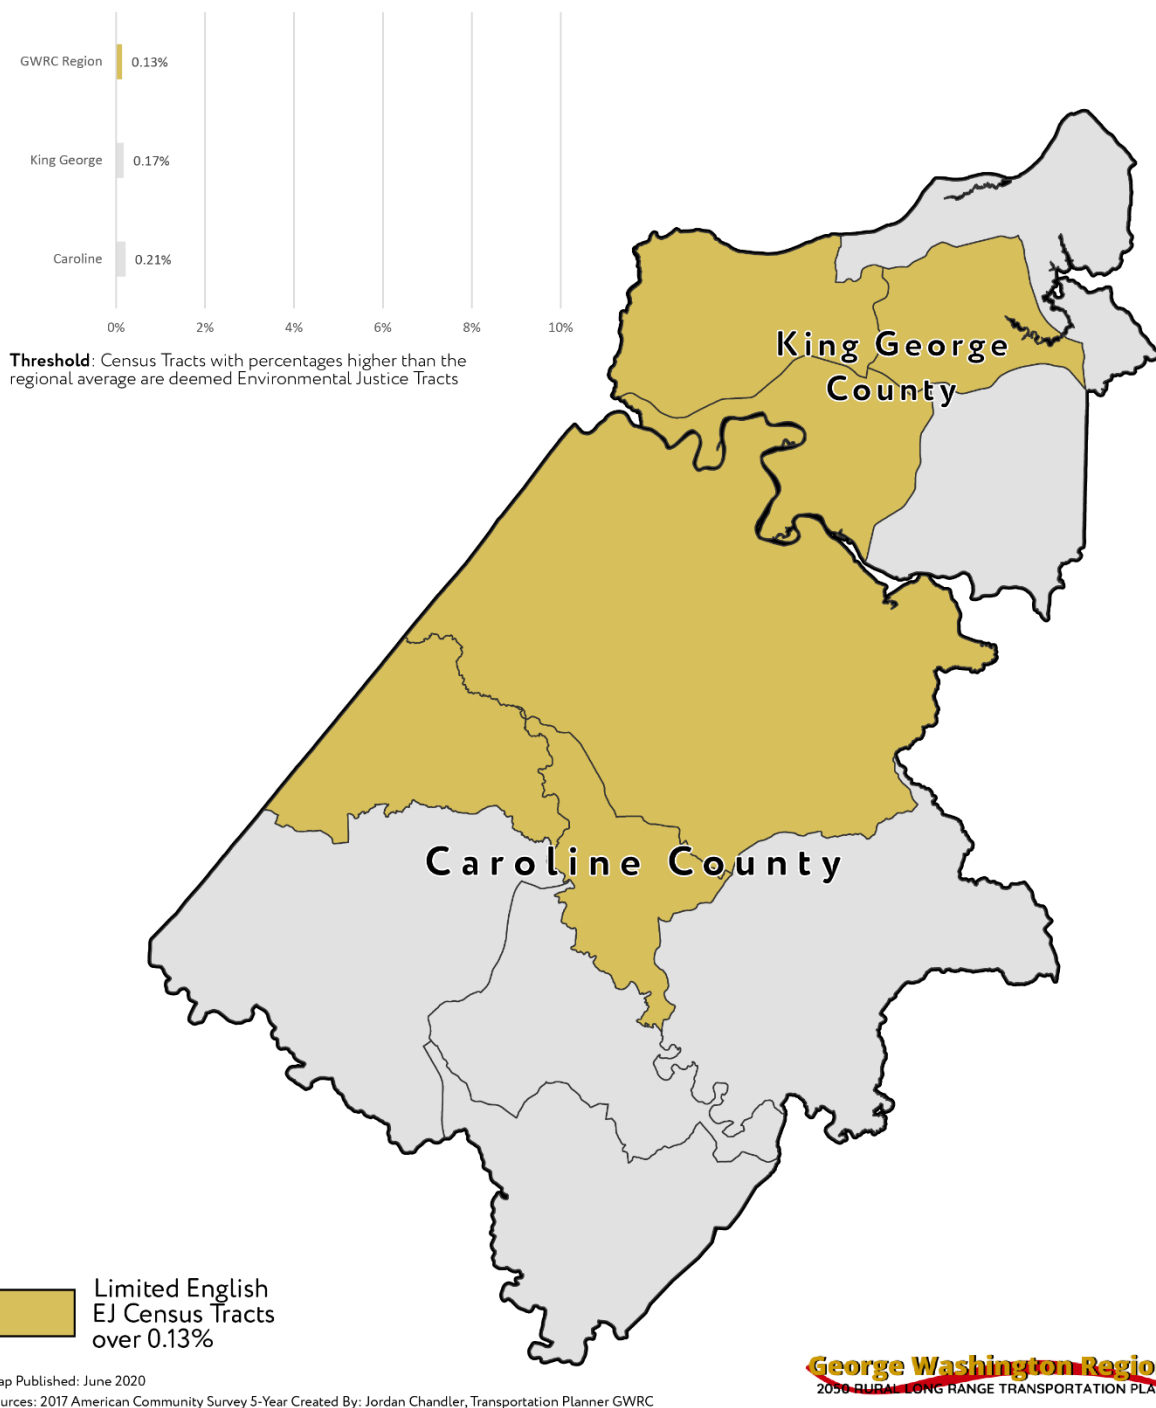 GWRC Region 0.13%
King George 0.17%
Caroline 0.21%
0% 2% 4% 6% 8% 10%
Threshold: Census Tracts with percentages higher than the
regional average are deemed Environmental Justice Tracts
King George
County
Caroline County
Limited English
EJ Census Tracts
over 0.13%
ap Published: June 2020
urces: 2017 American Community Survey 5-Year Created By: Jordan Chandler, Transportation Planner GWRC
George Washington Regio
2050 RURAL LONG RANGE TRANSPORTATION PLA